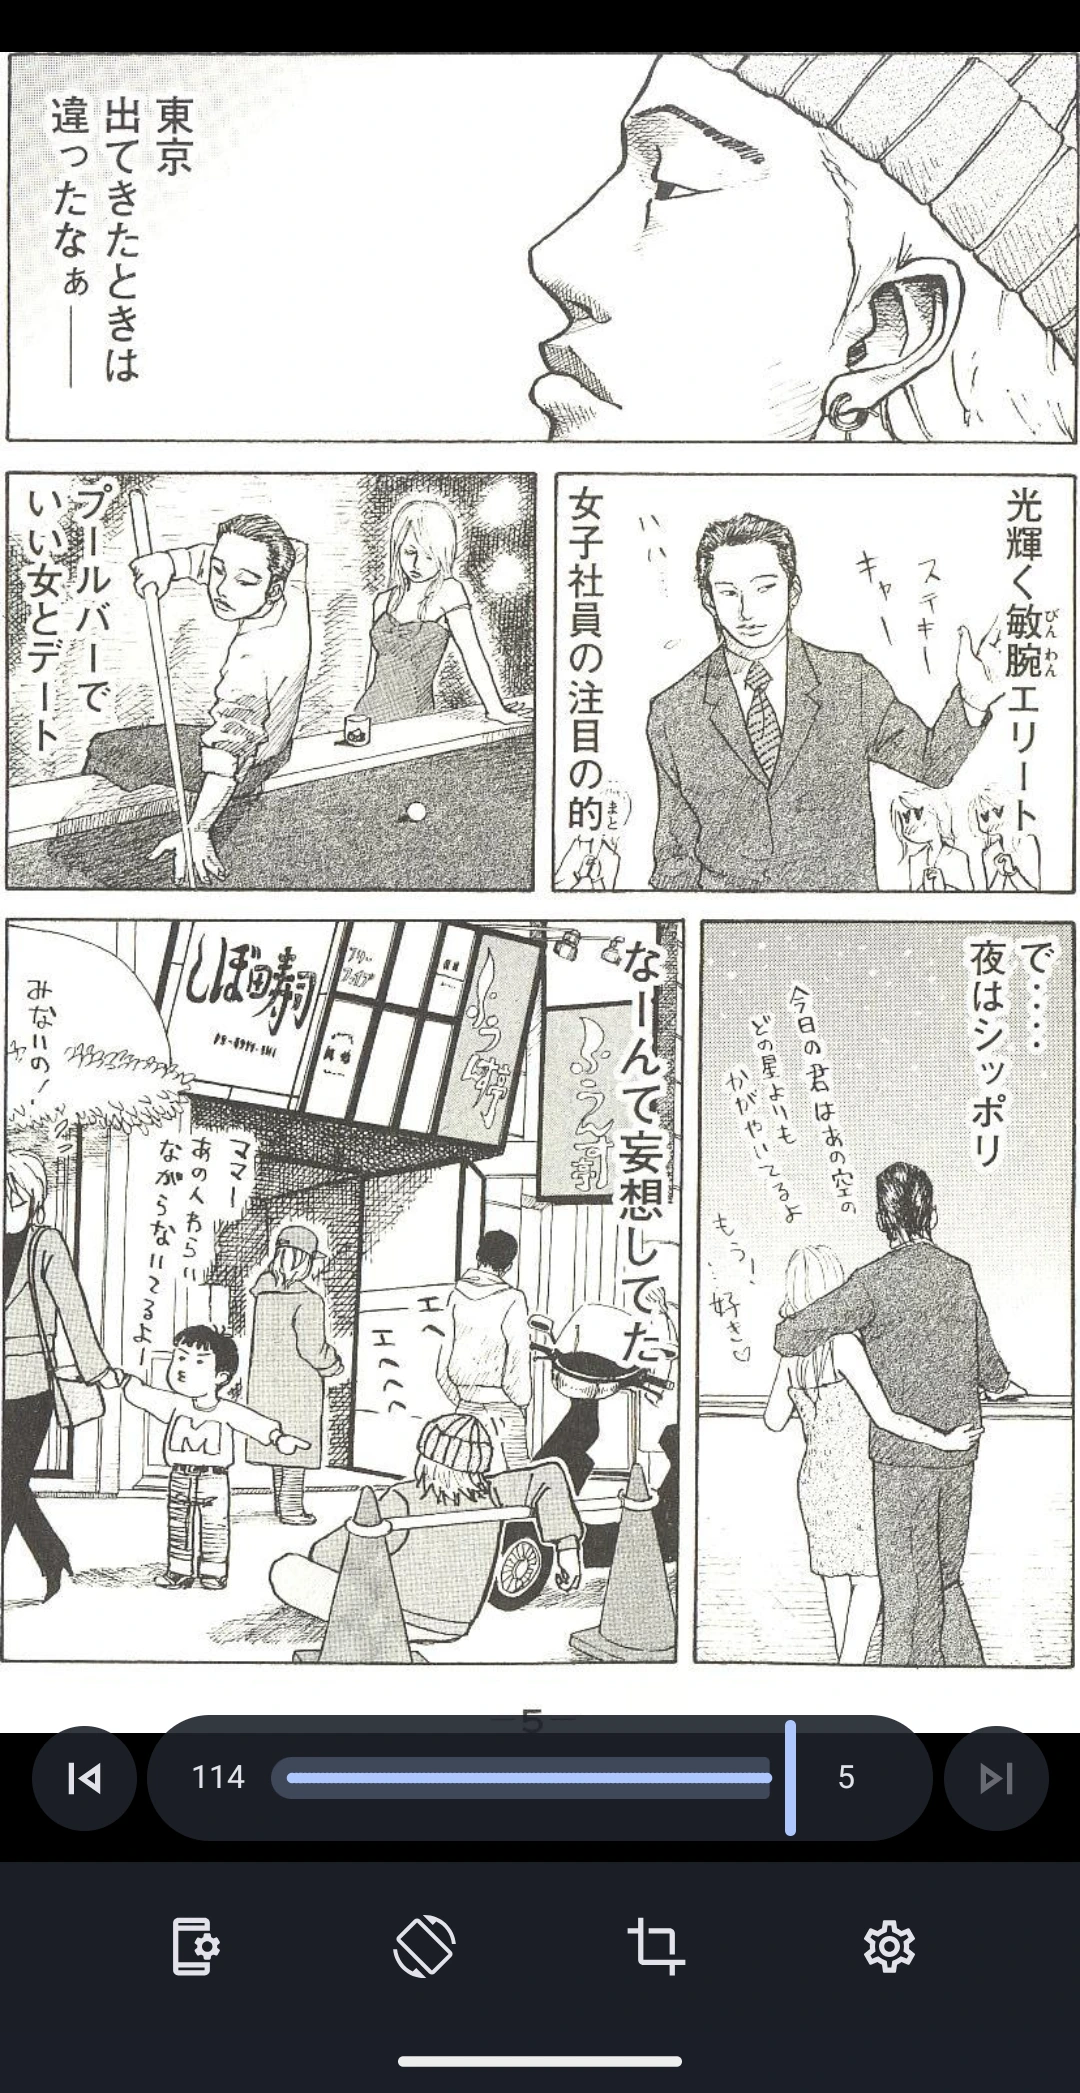 東京
出てきたときは
違ったなぁ――
光輝く敏腕エリート
びんわん
ステキー
キャー
女子社員の注目の的
まと
プールバーで
いい女とデート
で‥‥
夜はシッポリ
今日の君はあの空の
どの星よりも
かがやいてるよ
もう、
好き♡
なーんて妄想してた
ふうん亭
しぼ田寿司
エヘ
エヘヘヘ
ママー
あの人わらい
ながらないてるよー
みないの！
M
5
114
5